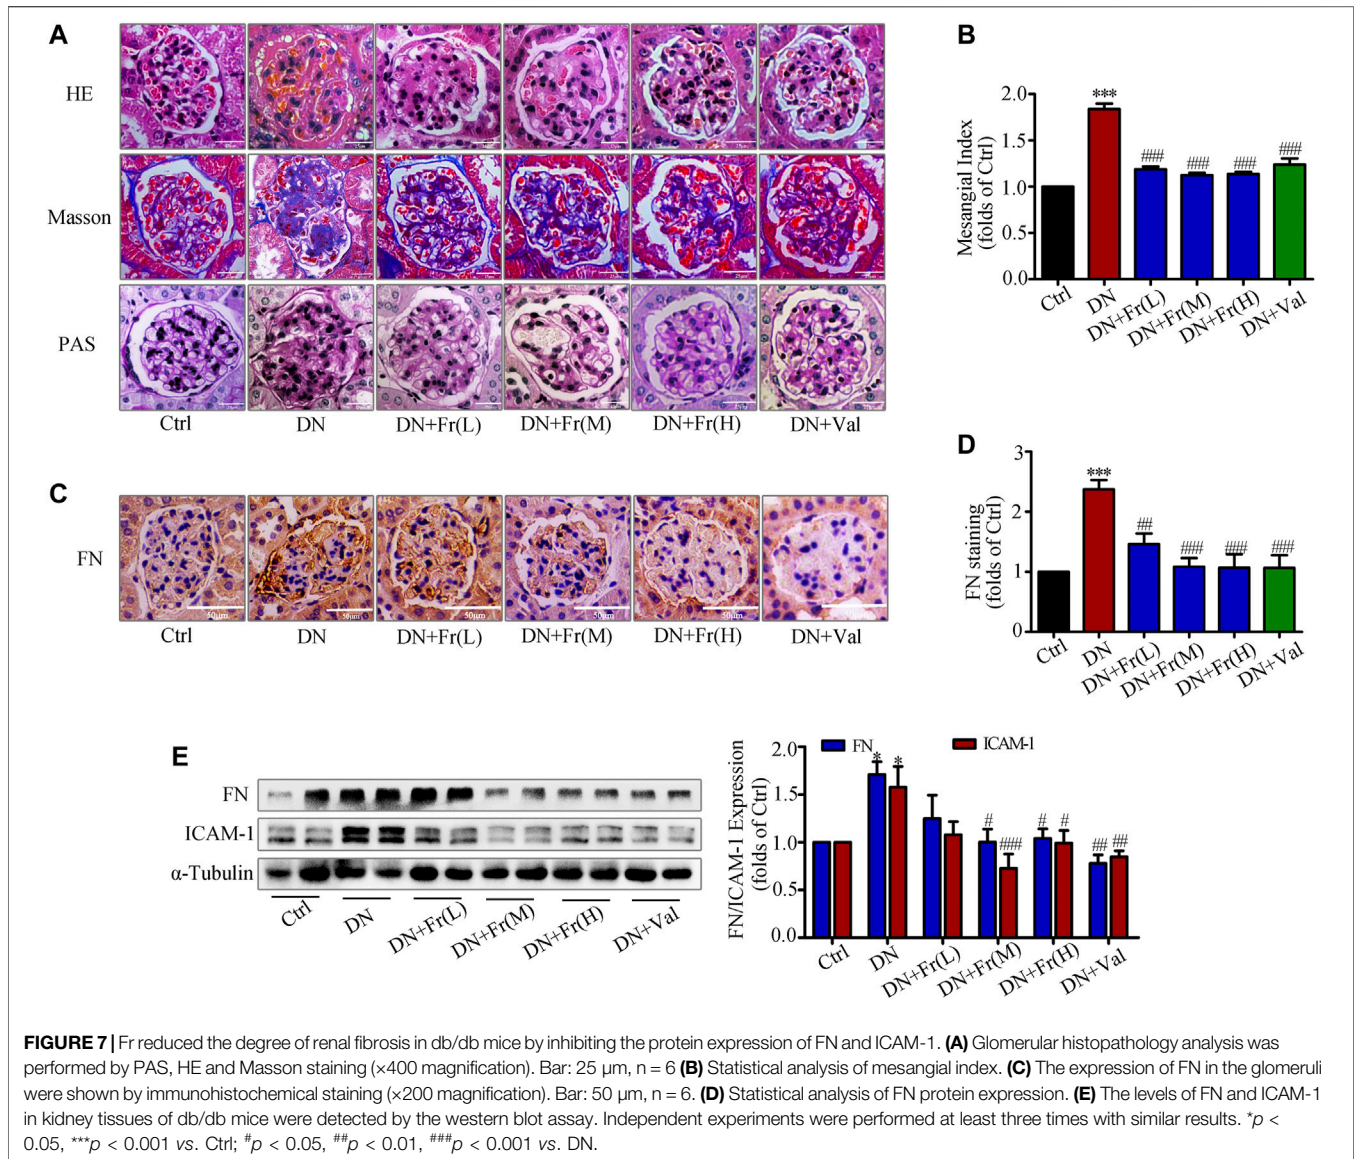 A
HE
Masson
PAS
Ctrl DN DN+Fr(L) DN+Fr(M) DN+Fr(H) DN+Val
B
Mesangial Index
(folds of Ctrl)
2.0
1.5
1.0
0.5
0.0
***
### ### ### ###
Ctrl DN DN+Fr(L) DN+Fr(M) DN+Fr(H) DN+Val
C
FN
50μm 50μm 50μm 50μm 50μm 50μm
Ctrl DN DN+Fr(L) DN+Fr(M) DN+Fr(H) DN+Val
D
FN staining
(folds of Ctrl)
3
2
1
0
***
## ### ### ###
Ctrl DN DN+Fr(L) DN+Fr(M) DN+Fr(H) DN+Val
E
FN
ICAM-1
α-Tubulin
Ctrl DN DN+Fr(L) DN+Fr(M) DN+Fr(H) DN+Val
FN/ICAM-1 Expression
(folds of Ctrl)
2.0
1.5
1.0
0.5
0.0
FN ICAM-1
* *
# ### # # ## ##
Ctrl DN DN+Fr(L) DN+Fr(M) DN+Fr(H) DN+Val
FIGURE 7 | Fr reduced the degree of renal fibrosis in db/db mice by inhibiting the protein expression of FN and ICAM-1. (A) Glomerular histopathology analysis was
performed by PAS, HE and Masson staining (×400 magnification). Bar: 25 μm, n = 6 (B) Statistical analysis of mesangial index. (C) The expression of FN in the glomeruli
were shown by immunohistochemical staining (×200 magnification). Bar: 50 μm, n = 6. (D) Statistical analysis of FN protein expression. (E) The levels of FN and ICAM-1
in kidney tissues of db/db mice were detected by the western blot assay. Independent experiments were performed at least three times with similar results. *p <
0.05, ***p < 0.001 vs. Ctrl; #p < 0.05, ##p < 0.01, ###p < 0.001 vs. DN.